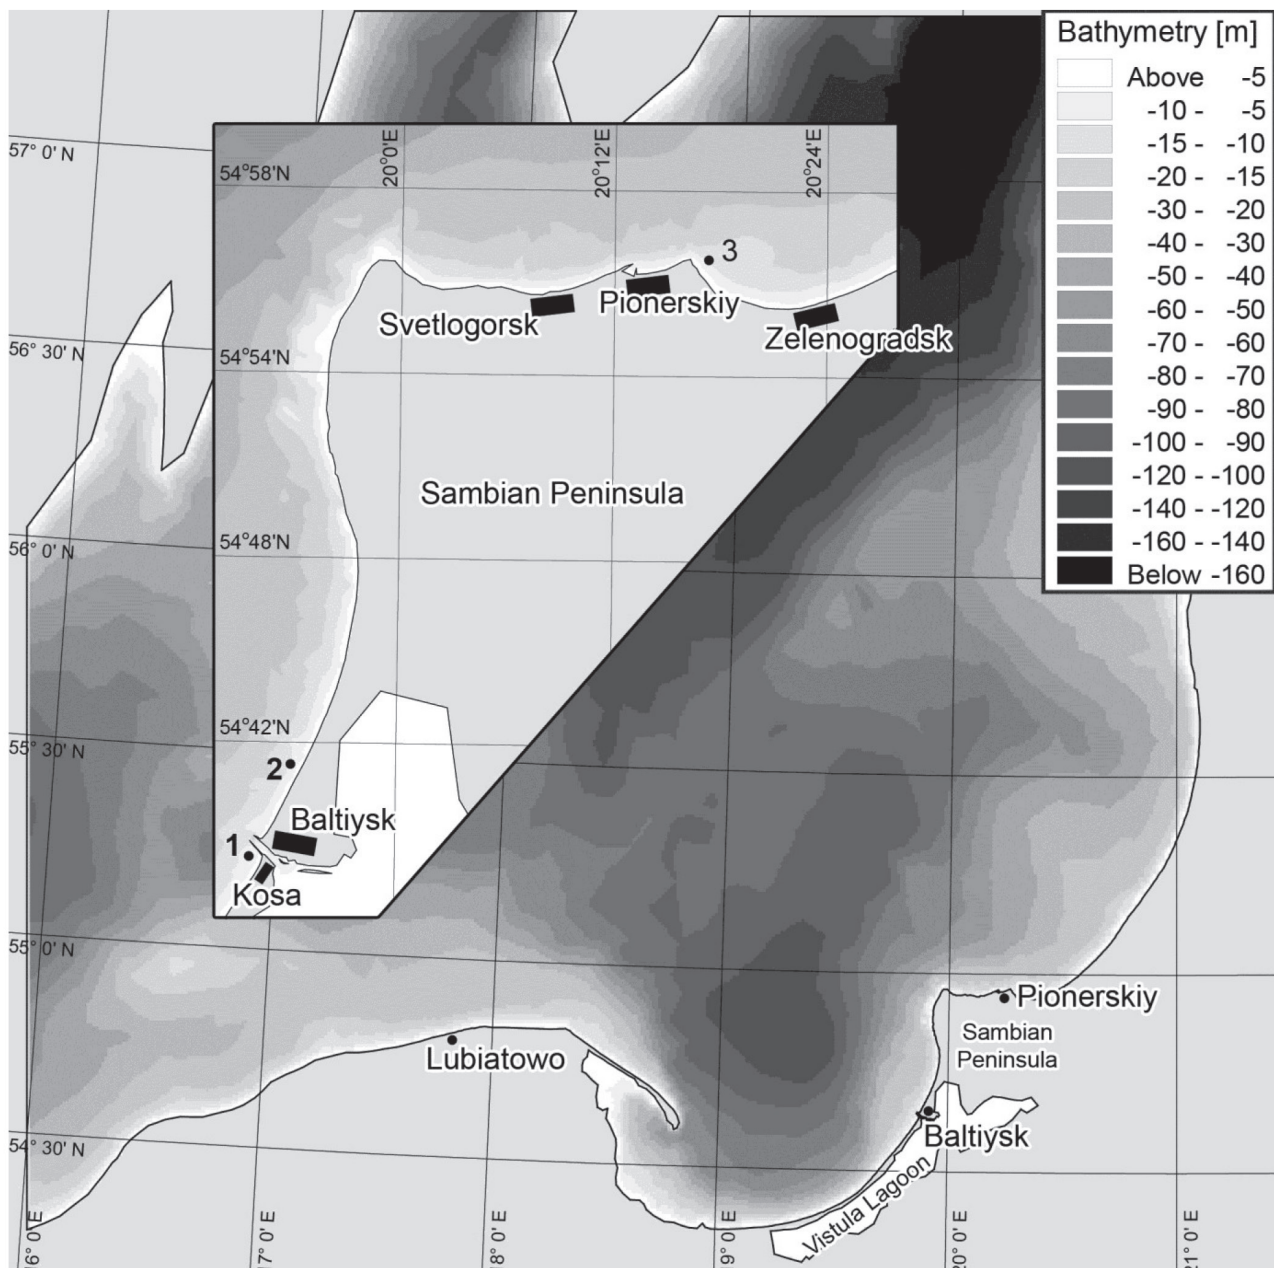 Bathymetry [m]
Above -5
-10 - -5
-15 - -10
-20 - -15
-30 - -20
-40 - -30
-50 - -40
-60 - -50
-70 - -60
-80 - -70
-90 - -80
-100 - -90
-120 - -100
-140 - -120
-160 - -140
Below -160
57° 0' N
56° 30' N
56° 0' N
55° 30' N
55° 0' N
54° 30' N
20°0'E
20°12'E
20°24'E
54°58'N
54°54'N
54°48'N
54°42'N
3
Pionerskiy
Svetlogorsk
Zelenogradsk
Sambian Peninsula
2
Baltiysk
1
Kosa
Pionerskiy
Sambian
Peninsula
Lubiatowo
Baltiysk
Vistula Lagoon
16° 0' E
17° 0' E
18° 0' E
19° 0' E
20° 0' E
21° 0' E